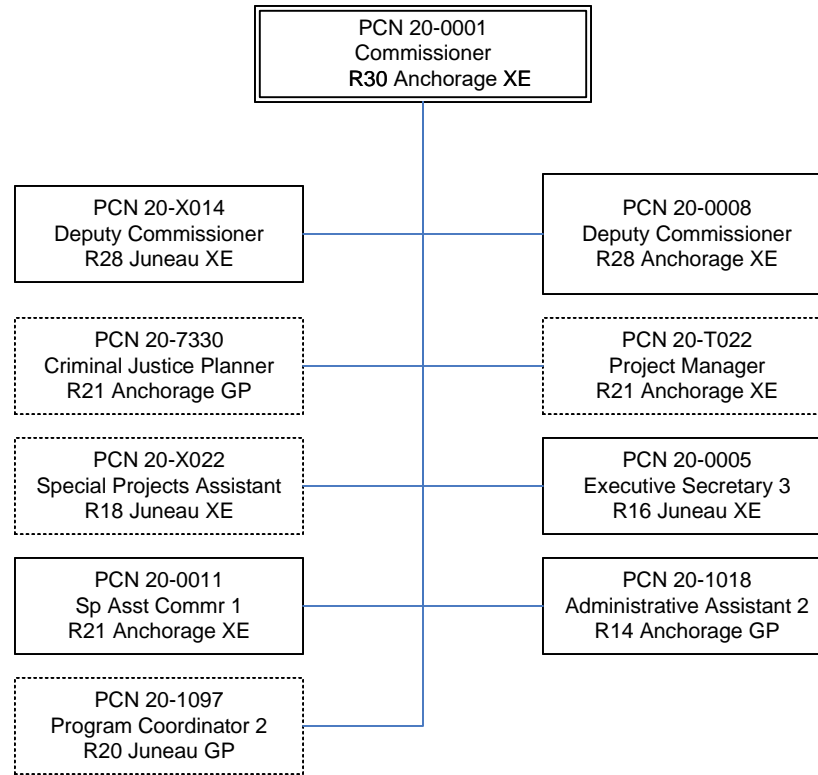 PCN 20-0001
Commissioner
R30 Anchorage XE
PCN 20-X014
Deputy Commissioner
R28 Juneau XE
PCN 20-0008
Deputy Commissioner
R28 Anchorage XE
PCN 20-7330
Criminal Justice Planner
R21 Anchorage GP
PCN 20-T022
Project Manager
R21 Anchorage XE
PCN 20-X022
Special Projects Assistant
R18 Juneau XE
PCN 20-0005
Executive Secretary 3
R16 Juneau XE
PCN 20-0011
Sp Asst Commr 1
R21 Anchorage XE
PCN 20-1018
Administrative Assistant 2
R14 Anchorage GP
PCN 20-1097
Program Coordinator 2
R20 Juneau GP